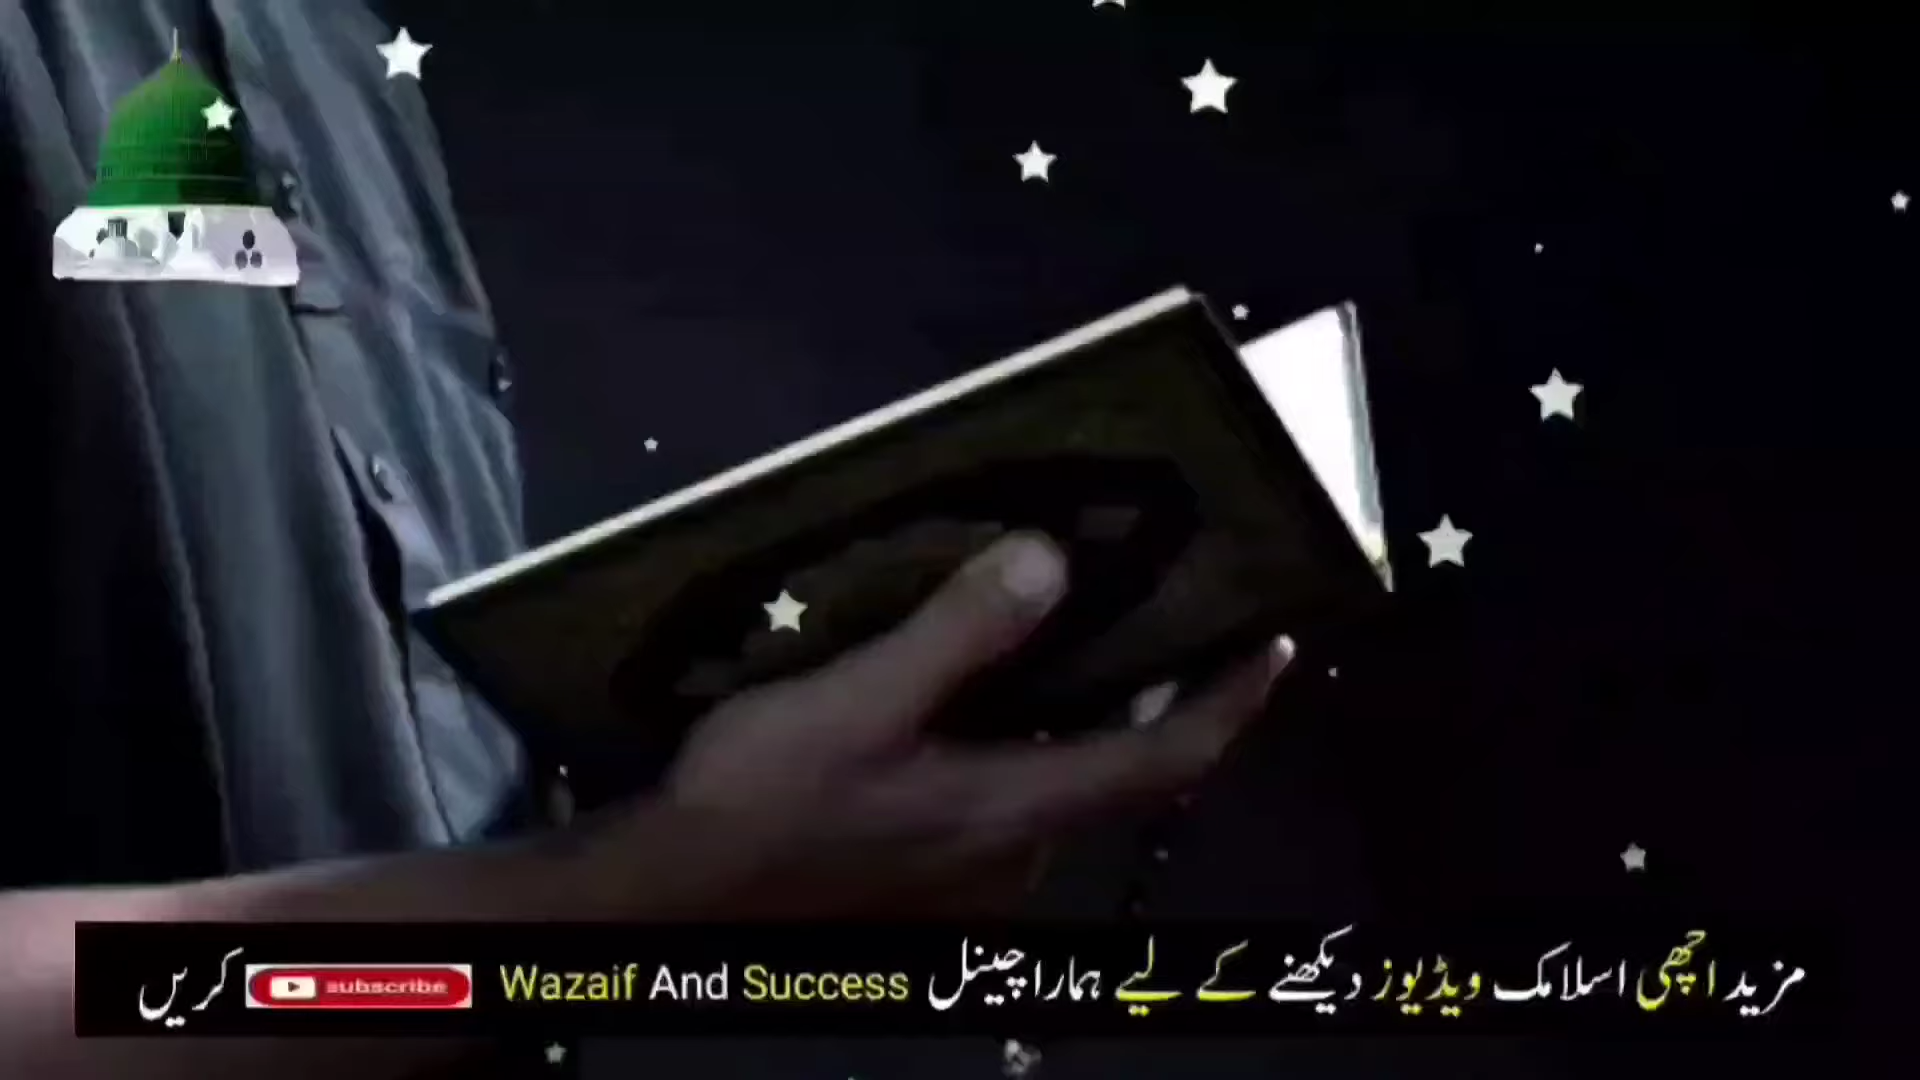 مزید اچھی اسلامک ویڈیوز دیکھنے کے لیے ہمارا چینل Wazaif And Success subscribe کریں